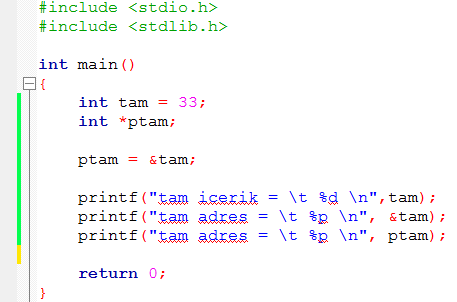 #include <stdio.h>
#include <stdlib.h>
int main()
{
int tam = 33;
int *ptam;
ptam = &tam;
printf("tam icerik = \t %d \n",tam);
printf("tam adres = \t %p \n", &tam);
printf("tam adres = \t %p \n", ptam);
return 0;
}